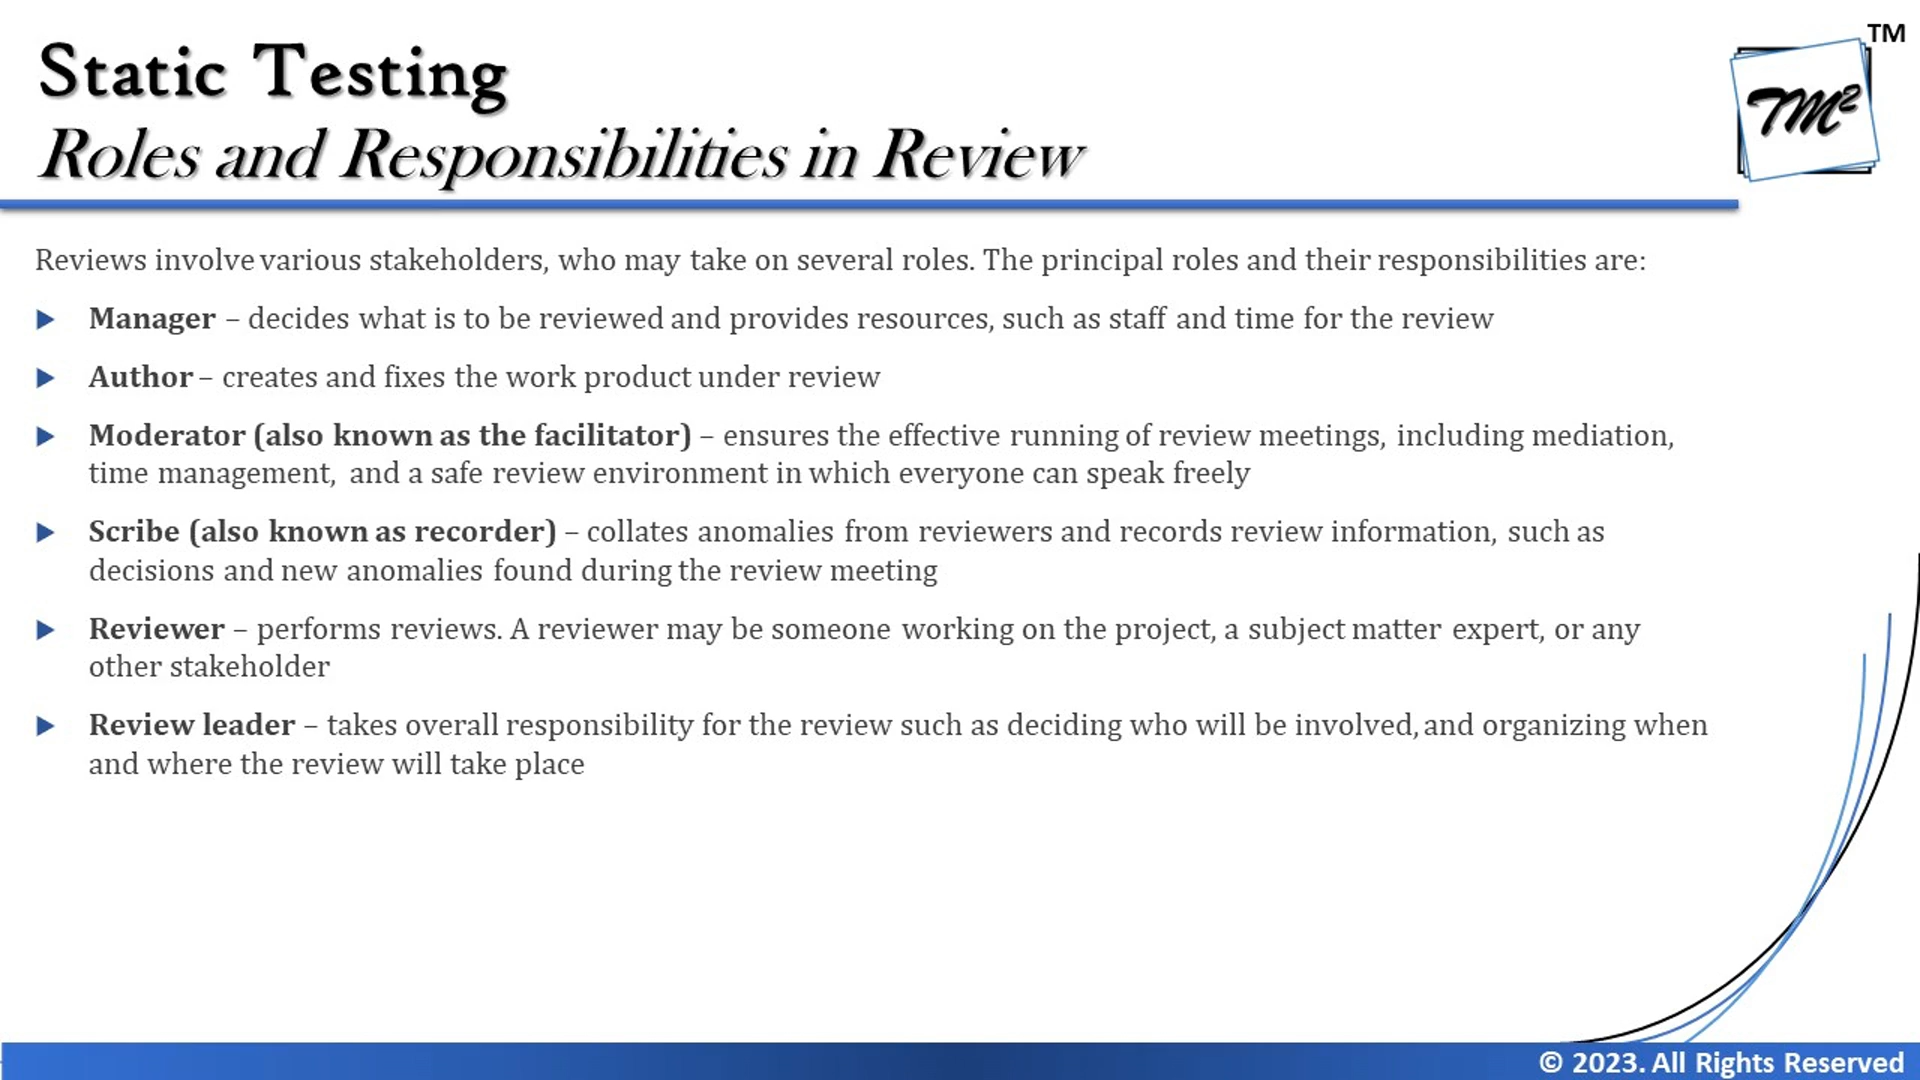 Static Testing
TM
TM²
Roles and Responsibilities in Review
Reviews involve various stakeholders, who may take on several roles. The principal roles and their responsibilities are:
Manager – decides what is to be reviewed and provides resources, such as staff and time for the review
Author – creates and fixes the work product under review
Moderator (also known as the facilitator) – ensures the effective running of review meetings, including mediation,
time management, and a safe review environment in which everyone can speak freely
Scribe (also known as recorder) – collates anomalies from reviewers and records review information, such as
decisions and new anomalies found during the review meeting
Reviewer – performs reviews. A reviewer may be someone working on the project, a subject matter expert, or any
other stakeholder
Review leader – takes overall responsibility for the review such as deciding who will be involved, and organizing when
and where the review will take place
© 2023. All Rights Reserved